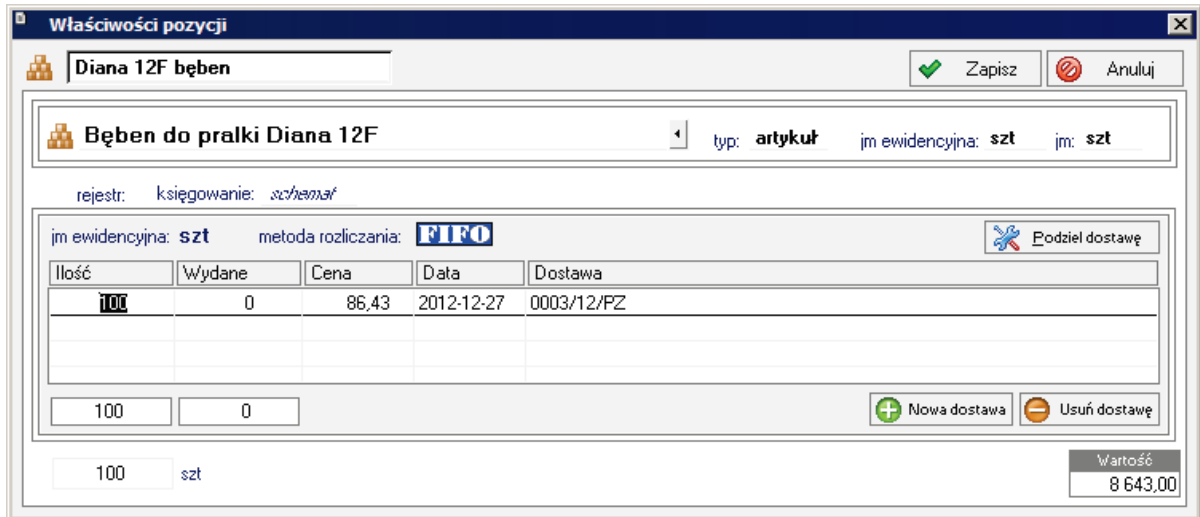 Właściwości pozycji
Diana 12F bęben
Zapisz Anuluj
Bęben do pralki Diana 12F typ: artykuł jm ewidencyjna: szt jm: szt
rejestr: księgowanie: schemat
jm ewidencyjna: szt metoda rozliczania: FIFO Podziel dostawę
Ilość Wydane Cena Data Dostawa
100 0 86,43 2012-12-27 0003/12/PZ
100 0 Nowa dostawa Usuń dostawę
100 szt Wartość
8 643,00